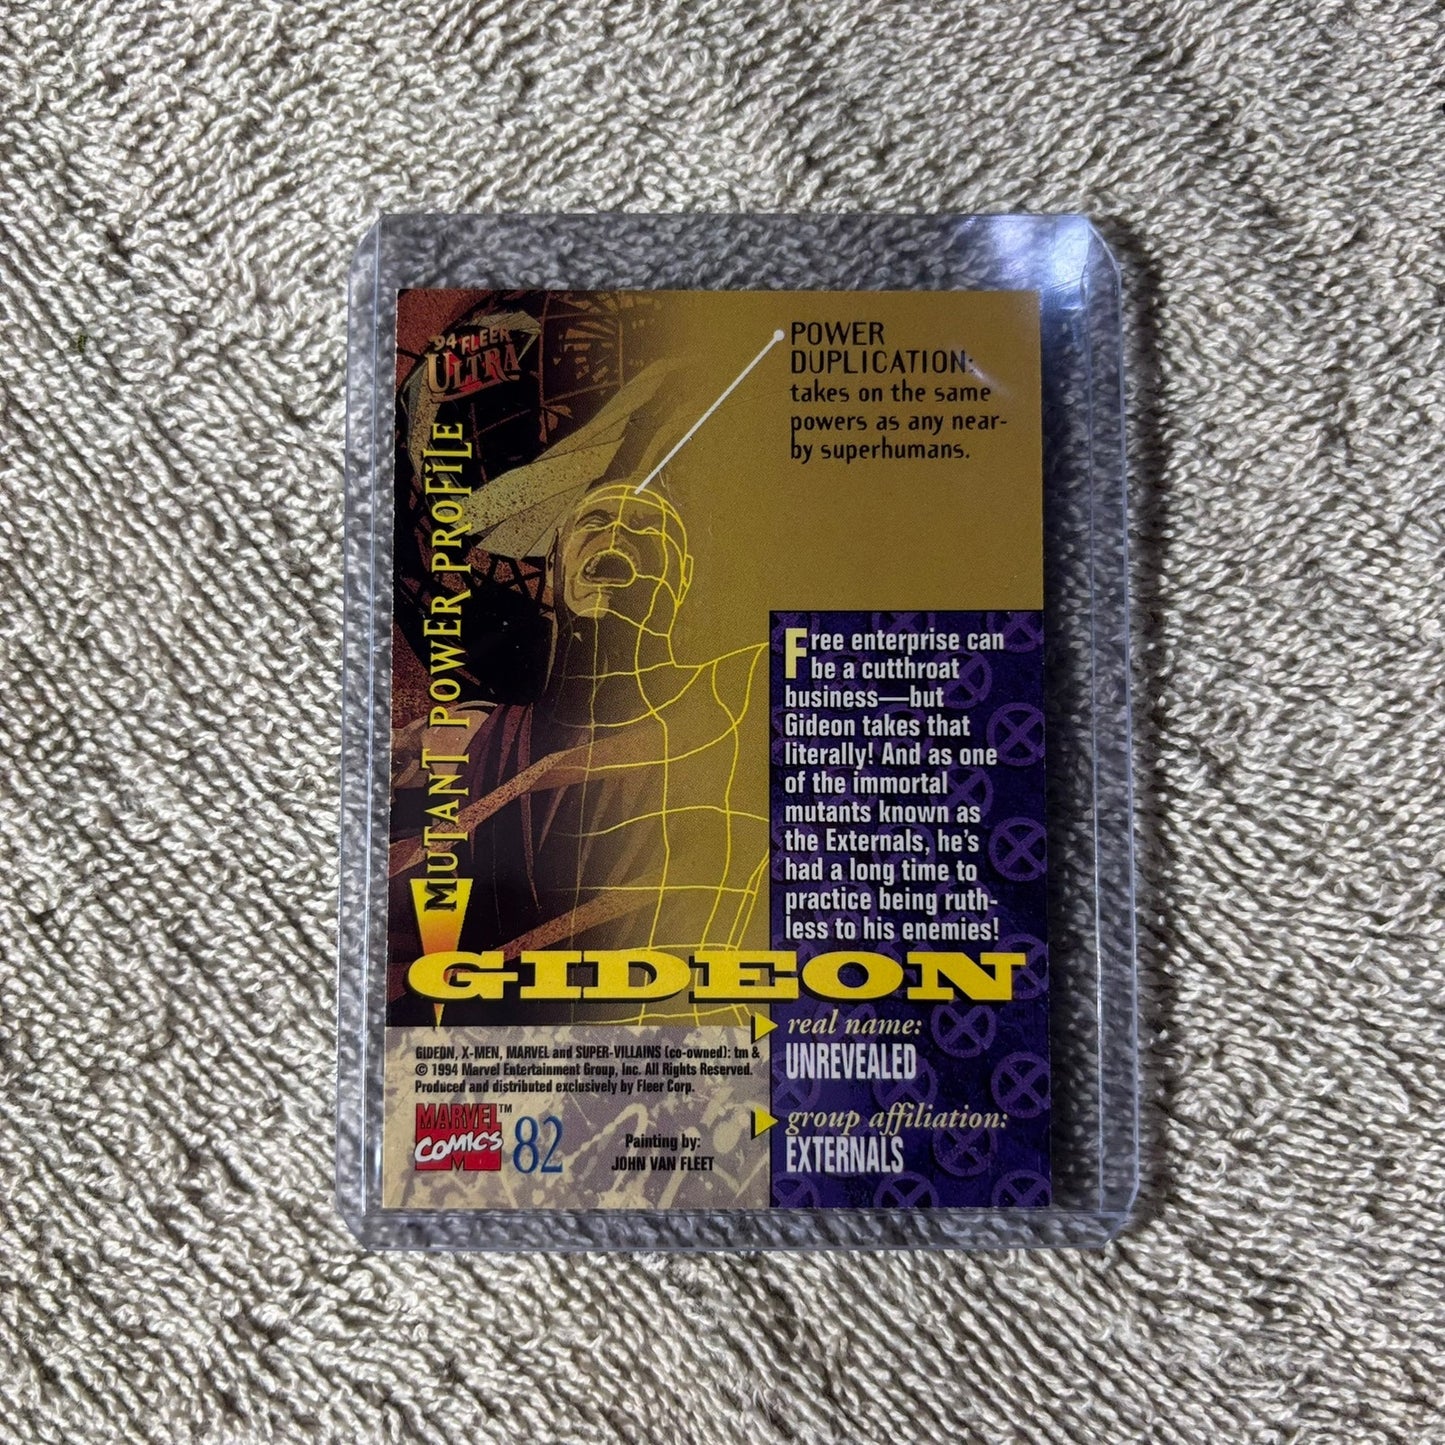 '94 FLEER
ULTRA
MUTANT POWER PROFILE
POWER
DUPLICATION:
takes on the same
powers as any near-
by superhumans.
Free enterprise can
be a cutthroat
business—but
Gideon takes that
literally! And as one
of the immortal
mutants known as
the Externals, he's
had a long time to
practice being ruth-
less to his enemies!
GIDEON
real name:
UNREVEALED
group affiliation:
EXTERNALS
GIDEON, X-MEN, MARVEL and SUPER-VILLAINS (co-owned): tm &
© 1994 Marvel Entertainment Group, Inc. All Rights Reserved.
Produced and distributed exclusively by Fleer Corp.
MARVEL™
COMICS
M
82
Painting by:
JOHN VAN FLEET